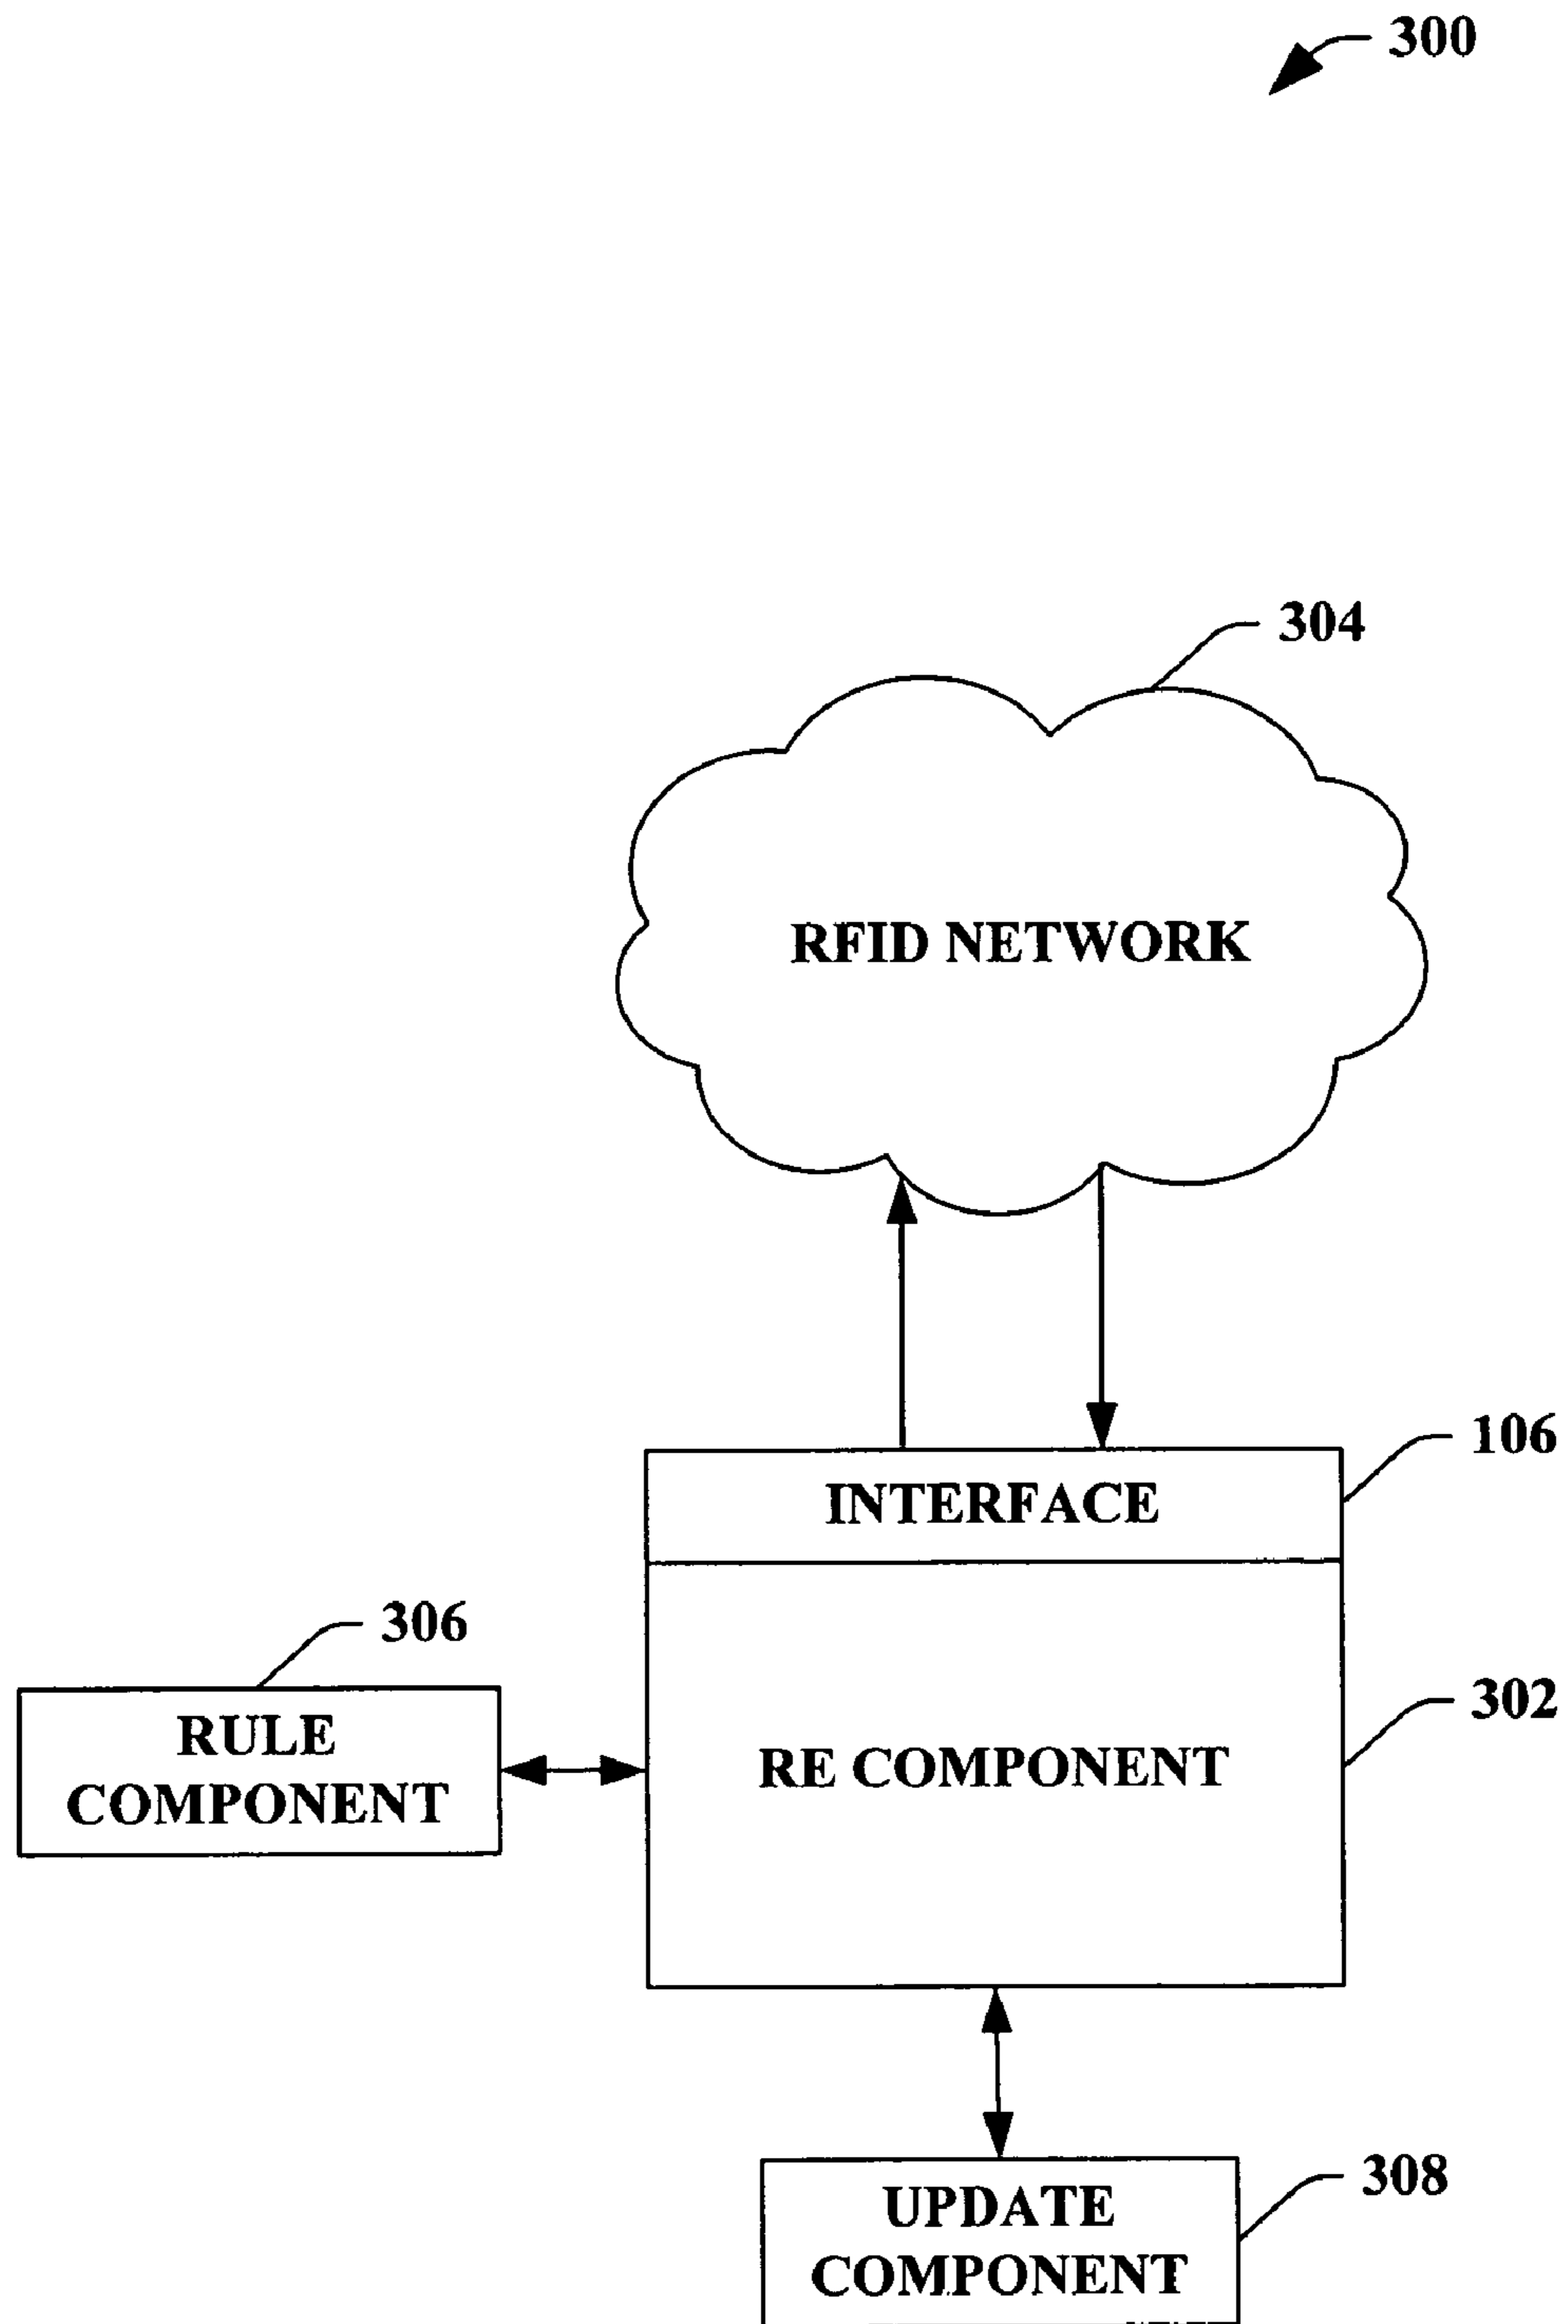 300
304
RFID NETWORK
106
INTERFACE
306
302
RULE
COMPONENT
RE COMPONENT
308
UPDATE
COMPONENT